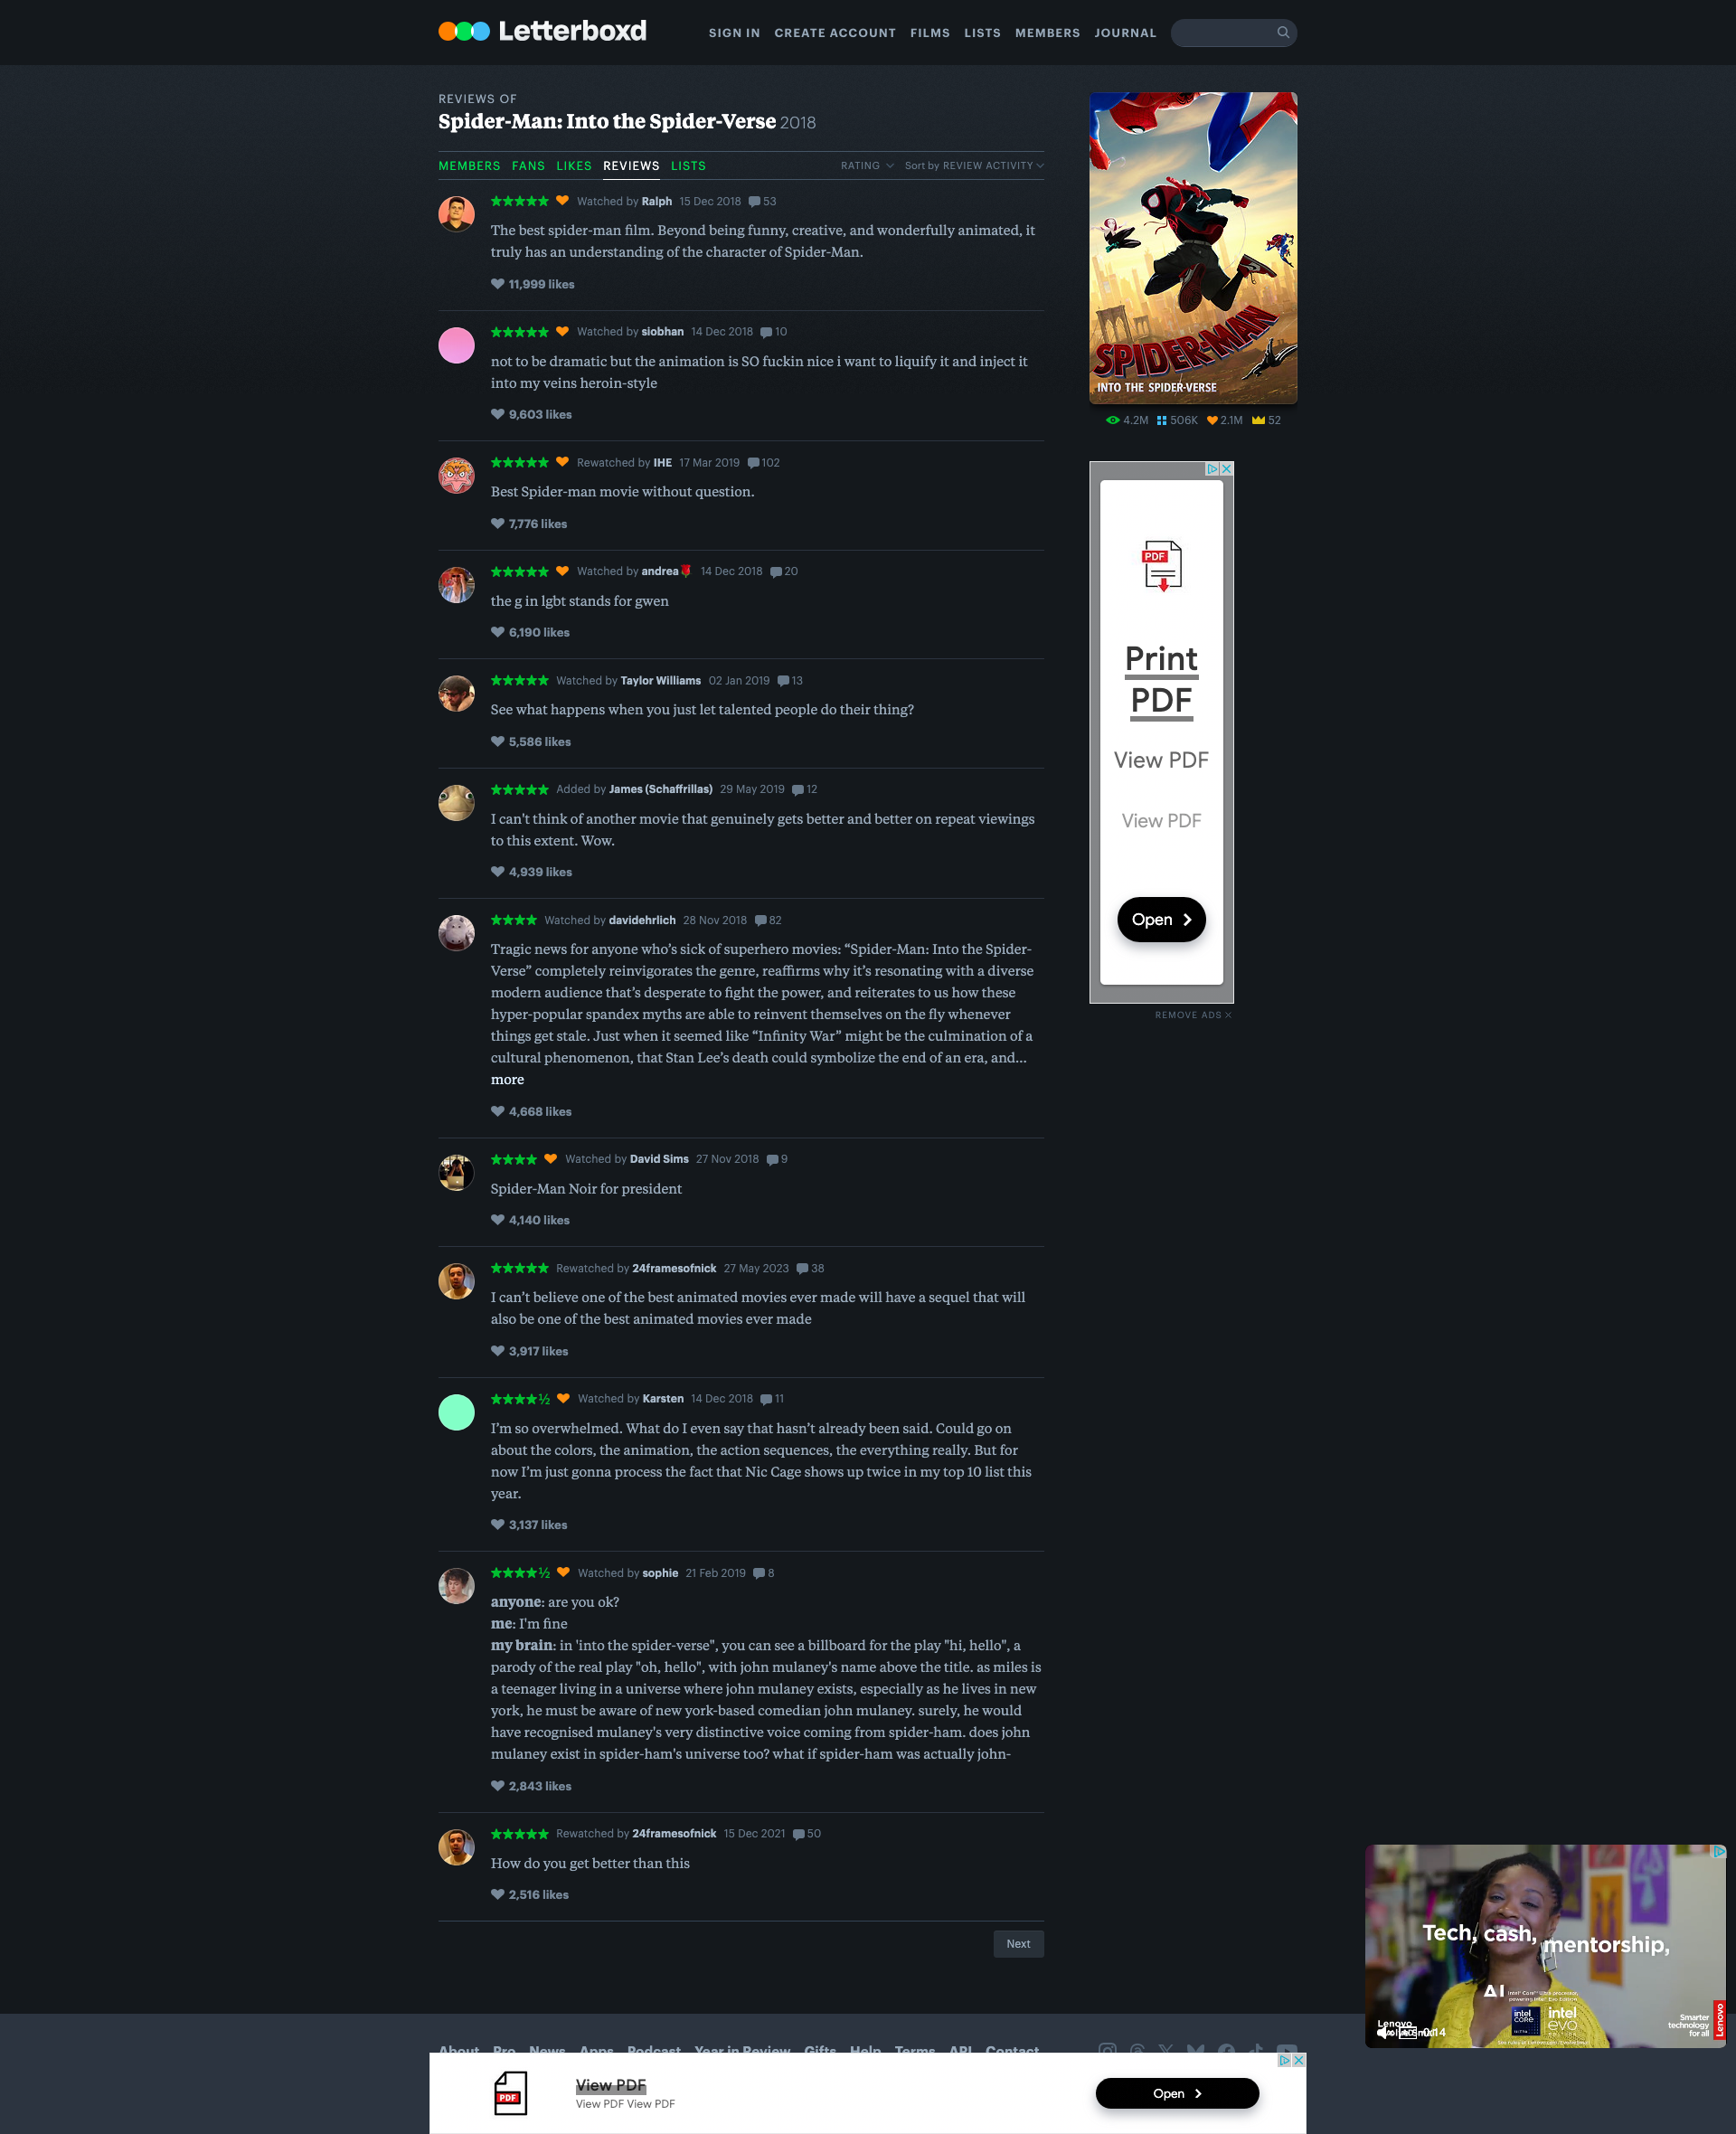 Letterboxd
SIGN IN CREATE ACCOUNT FILMS LISTS MEMBERS JOURNAL
REVIEWS OF
Spider-Man: Into the Spider-Verse 2018
MEMBERS FANS LIKES REVIEWS LISTS RATING Sort by REVIEW ACTIVITY
★★★★★ Watched by Ralph 15 Dec 2018 53
The best spider-man film. Beyond being funny, creative, and wonderfully animated, it
truly has an understanding of the character of Spider-Man.
11,999 likes
★★★★★ Watched by siobhan 14 Dec 2018 10
not to be dramatic but the animation is SO fuckin nice i want to liquify it and inject it
into my veins heroin-style
9,603 likes
★★★★★ Rewatched by IHE 17 Mar 2019 102
Best Spider-man movie without question.
7,776 likes
★★★★★ Watched by andrea🌹 14 Dec 2018 20
the g in lgbt stands for gwen
6,190 likes
★★★★★ Watched by Taylor Williams 02 Jan 2019 13
See what happens when you just let talented people do their thing?
5,586 likes
★★★★★ Added by James (Schaffrillas) 29 May 2019 12
I can't think of another movie that genuinely gets better and better on repeat viewings
to this extent. Wow.
4,939 likes
★★★★ Watched by davidehrlich 28 Nov 2018 82
Tragic news for anyone who’s sick of superhero movies: “Spider-Man: Into the Spider-
Verse” completely reinvigorates the genre, reaffirms why it’s resonating with a diverse
modern audience that’s desperate to fight the power, and reiterates to us how these
hyper-popular spandex myths are able to reinvent themselves on the fly whenever
things get stale. Just when it seemed like “Infinity War” might be the culmination of a
cultural phenomenon, that Stan Lee’s death could symbolize the end of an era, and…
more
4,668 likes
★★★★ Watched by David Sims 27 Nov 2018 9
Spider-Man Noir for president
4,140 likes
★★★★★ Rewatched by 24framesofnick 27 May 2023 38
I can’t believe one of the best animated movies ever made will have a sequel that will
also be one of the best animated movies ever made
3,917 likes
★★★★½ Watched by Karsten 14 Dec 2018 11
I’m so overwhelmed. What do I even say that hasn’t already been said. Could go on
about the colors, the animation, the action sequences, the everything really. But for
now I’m just gonna process the fact that Nic Cage shows up twice in my top 10 list this
year.
3,137 likes
★★★★½ Watched by sophie 21 Feb 2019 8
anyone: are you ok?
me: I'm fine
my brain: in 'into the spider-verse", you can see a billboard for the play "hi, hello", a
parody of the real play "oh, hello", with john mulaney's name above the title. as miles is
a teenager living in a universe where john mulaney exists, especially as he lives in new
york, he must be aware of new york-based comedian john mulaney. surely, he would
have recognised mulaney's very distinctive voice coming from spider-ham. does john
mulaney exist in spider-ham's universe too? what if spider-ham was actually john-
2,843 likes
★★★★★ Rewatched by 24framesofnick 15 Dec 2021 50
How do you get better than this
2,516 likes
Next
SPIDER-MAN
INTO THE SPIDER-VERSE
4.2M 506K 2.1M 52
PDF
Print
PDF
View PDF
View PDF
Open
REMOVE ADS
Tech, cash, mentorship,
AI
intel CORE
intel evo
Lenovo
Smarter
technology
for all
Lenovo
0:14
About Pro News Apps Podcast Year in Review Gifts Help Terms API Contact
PDF
View PDF
View PDF View PDF
Open